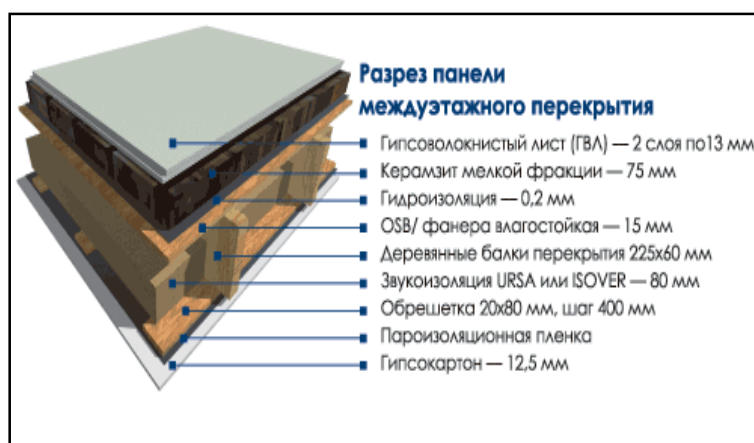 Разрез панели
междуэтажного перекрытия
Гипсоволокнистый лист (ГВЛ) — 2 слоя по13 мм
Керамзит мелкой фракции — 75 мм
Гидроизоляция — 0,2 мм
OSB/ фанера влагостойкая — 15 мм
Деревянные балки перекрытия 225х60 мм
Звукоизоляция URSA или ISOVER — 80 мм
Обрешетка 20х80 мм, шаг 400 мм
Пароизоляционная пленка
Гипсокартон — 12,5 мм